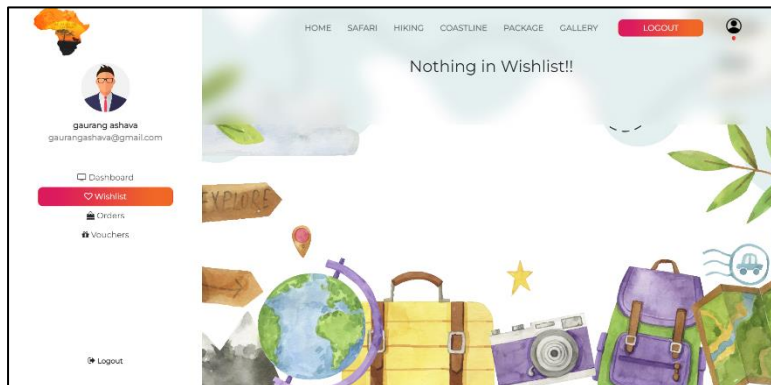 HOME SAFARI HIKING COASTLINE PACKAGE GALLERY LOGOUT
Nothing in Wishlist!!
gaurang ashava
gaurangashava@gmail.com
Dashboard
Wishlist
Orders
Vouchers
Logout
EXPLORE